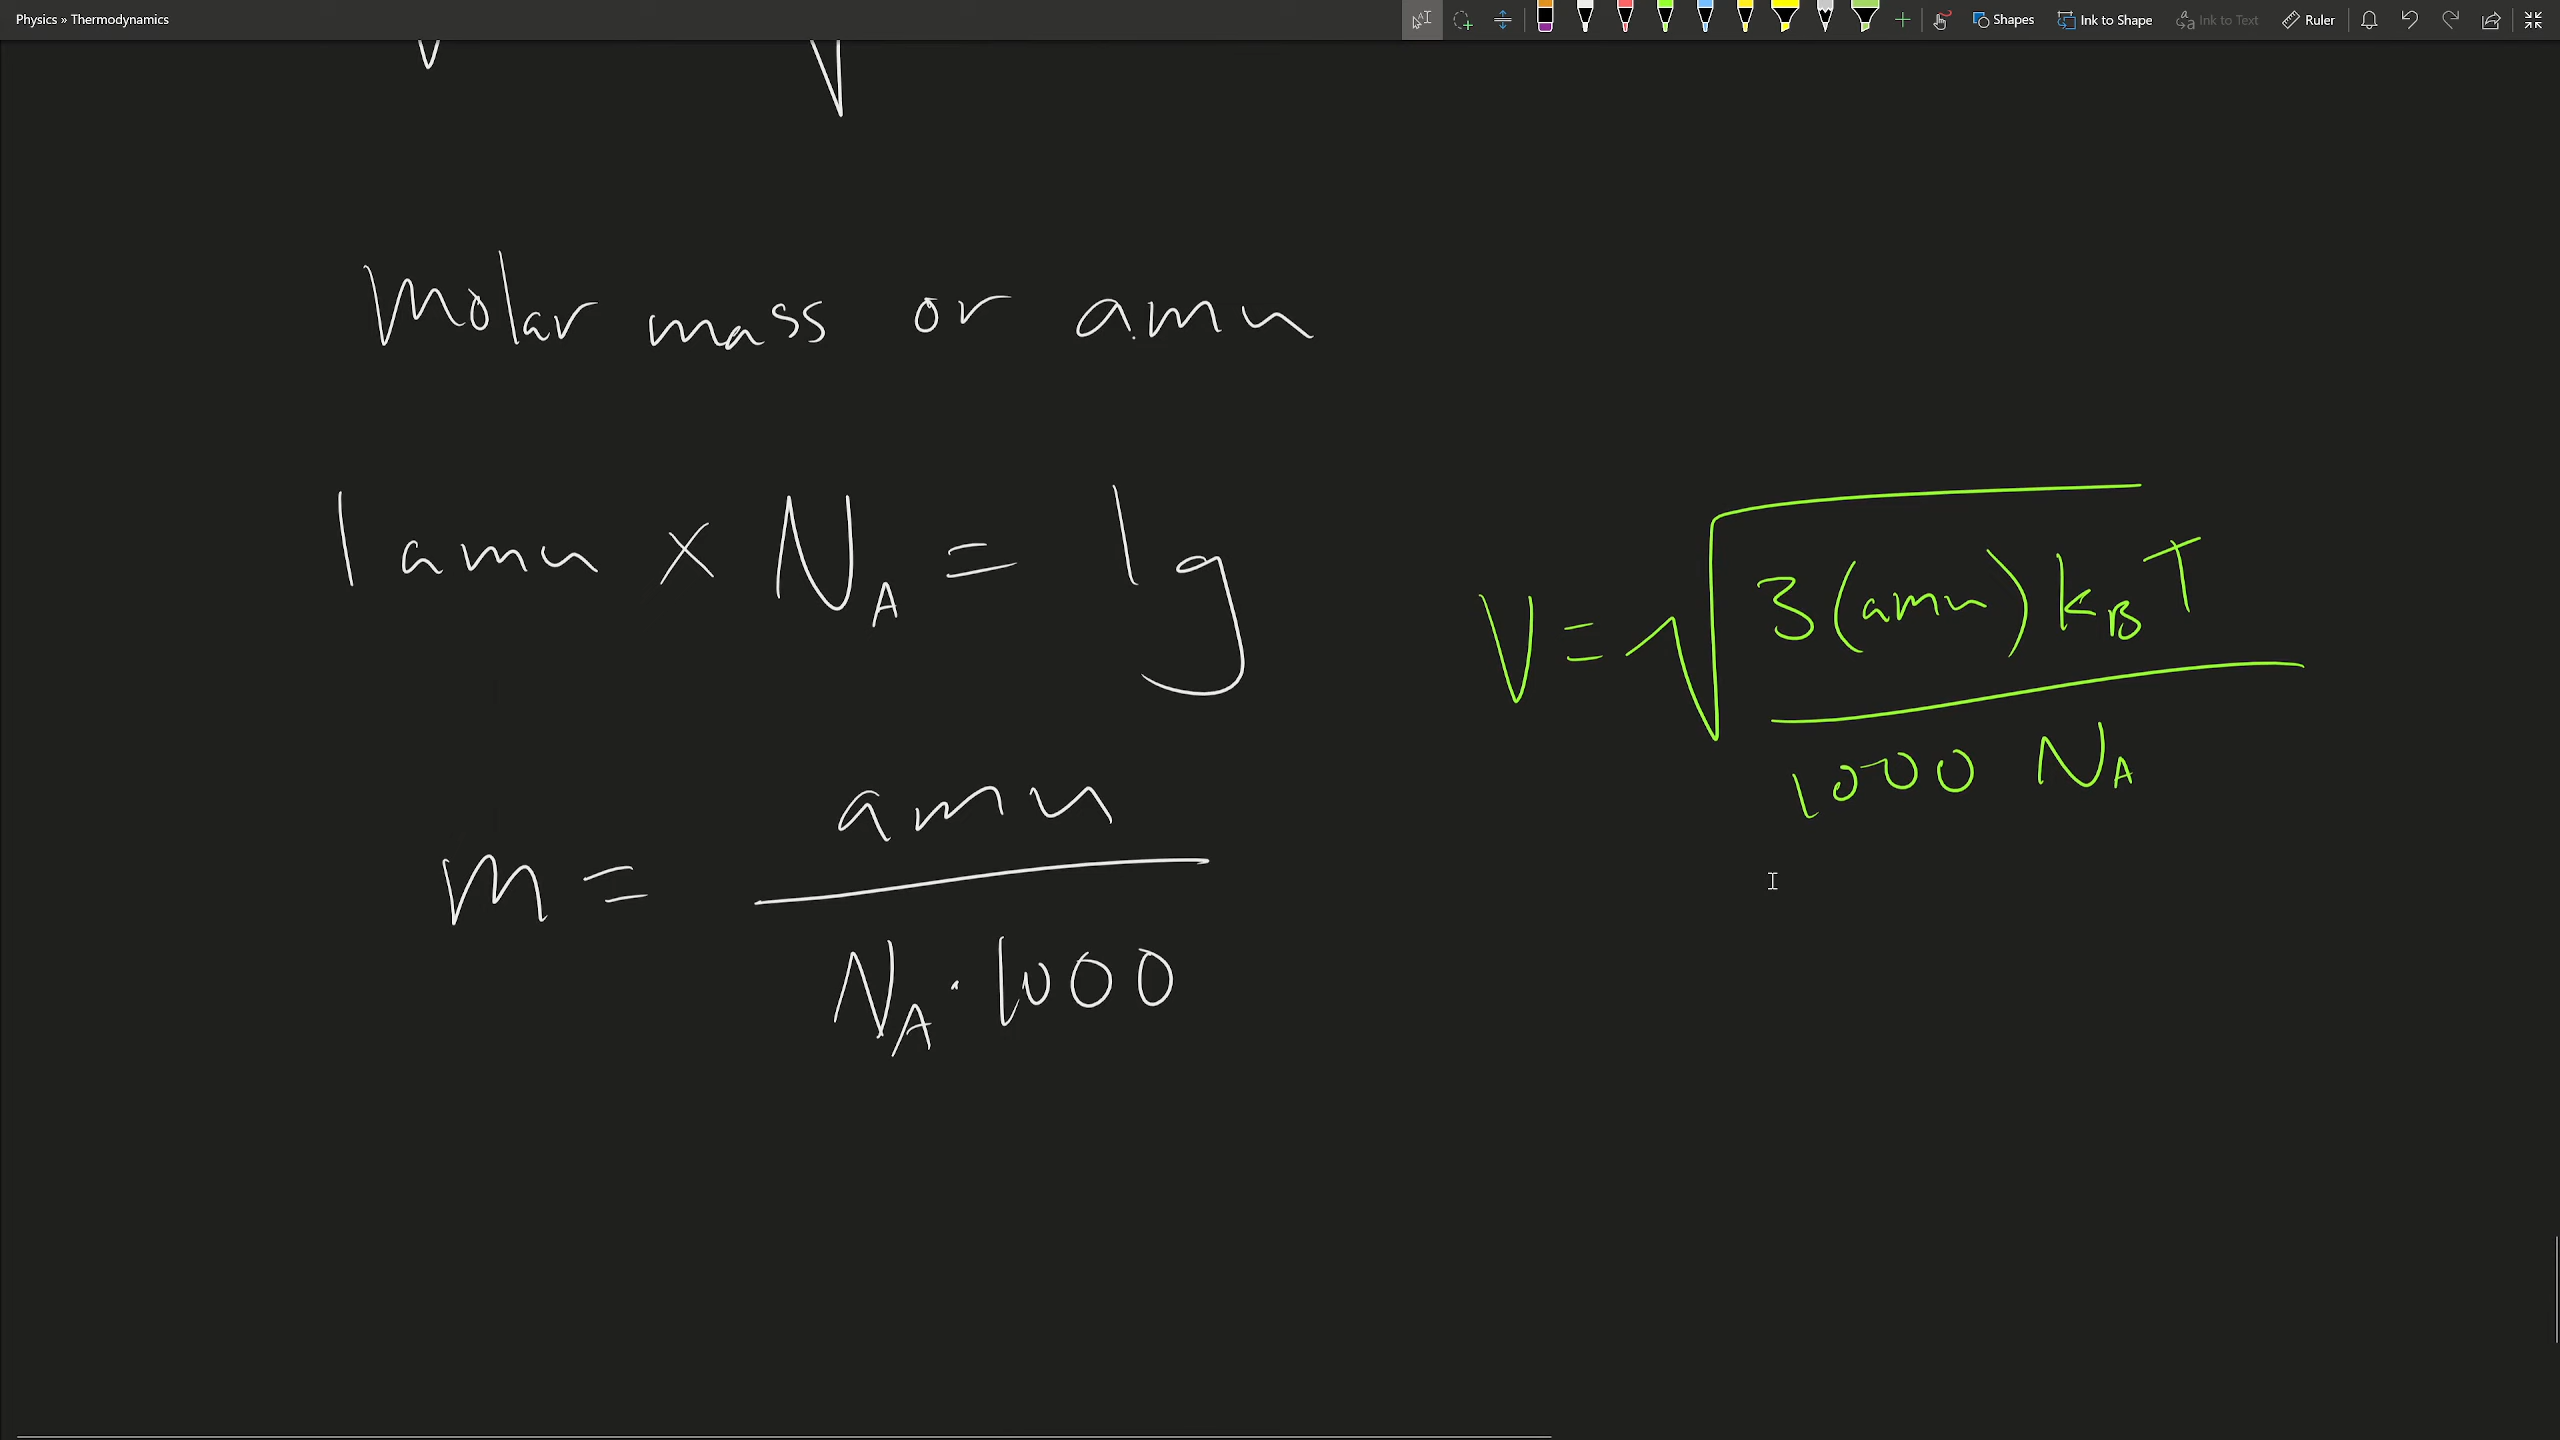 Physics » Thermodynamics
Shapes Ink to Shape Ink to Text Ruler
Molar mass or amu
1 amu x N_A = 1g
m = amu / N_A · 1000
V = √ 3(amu) k_B T / 1000 N_A